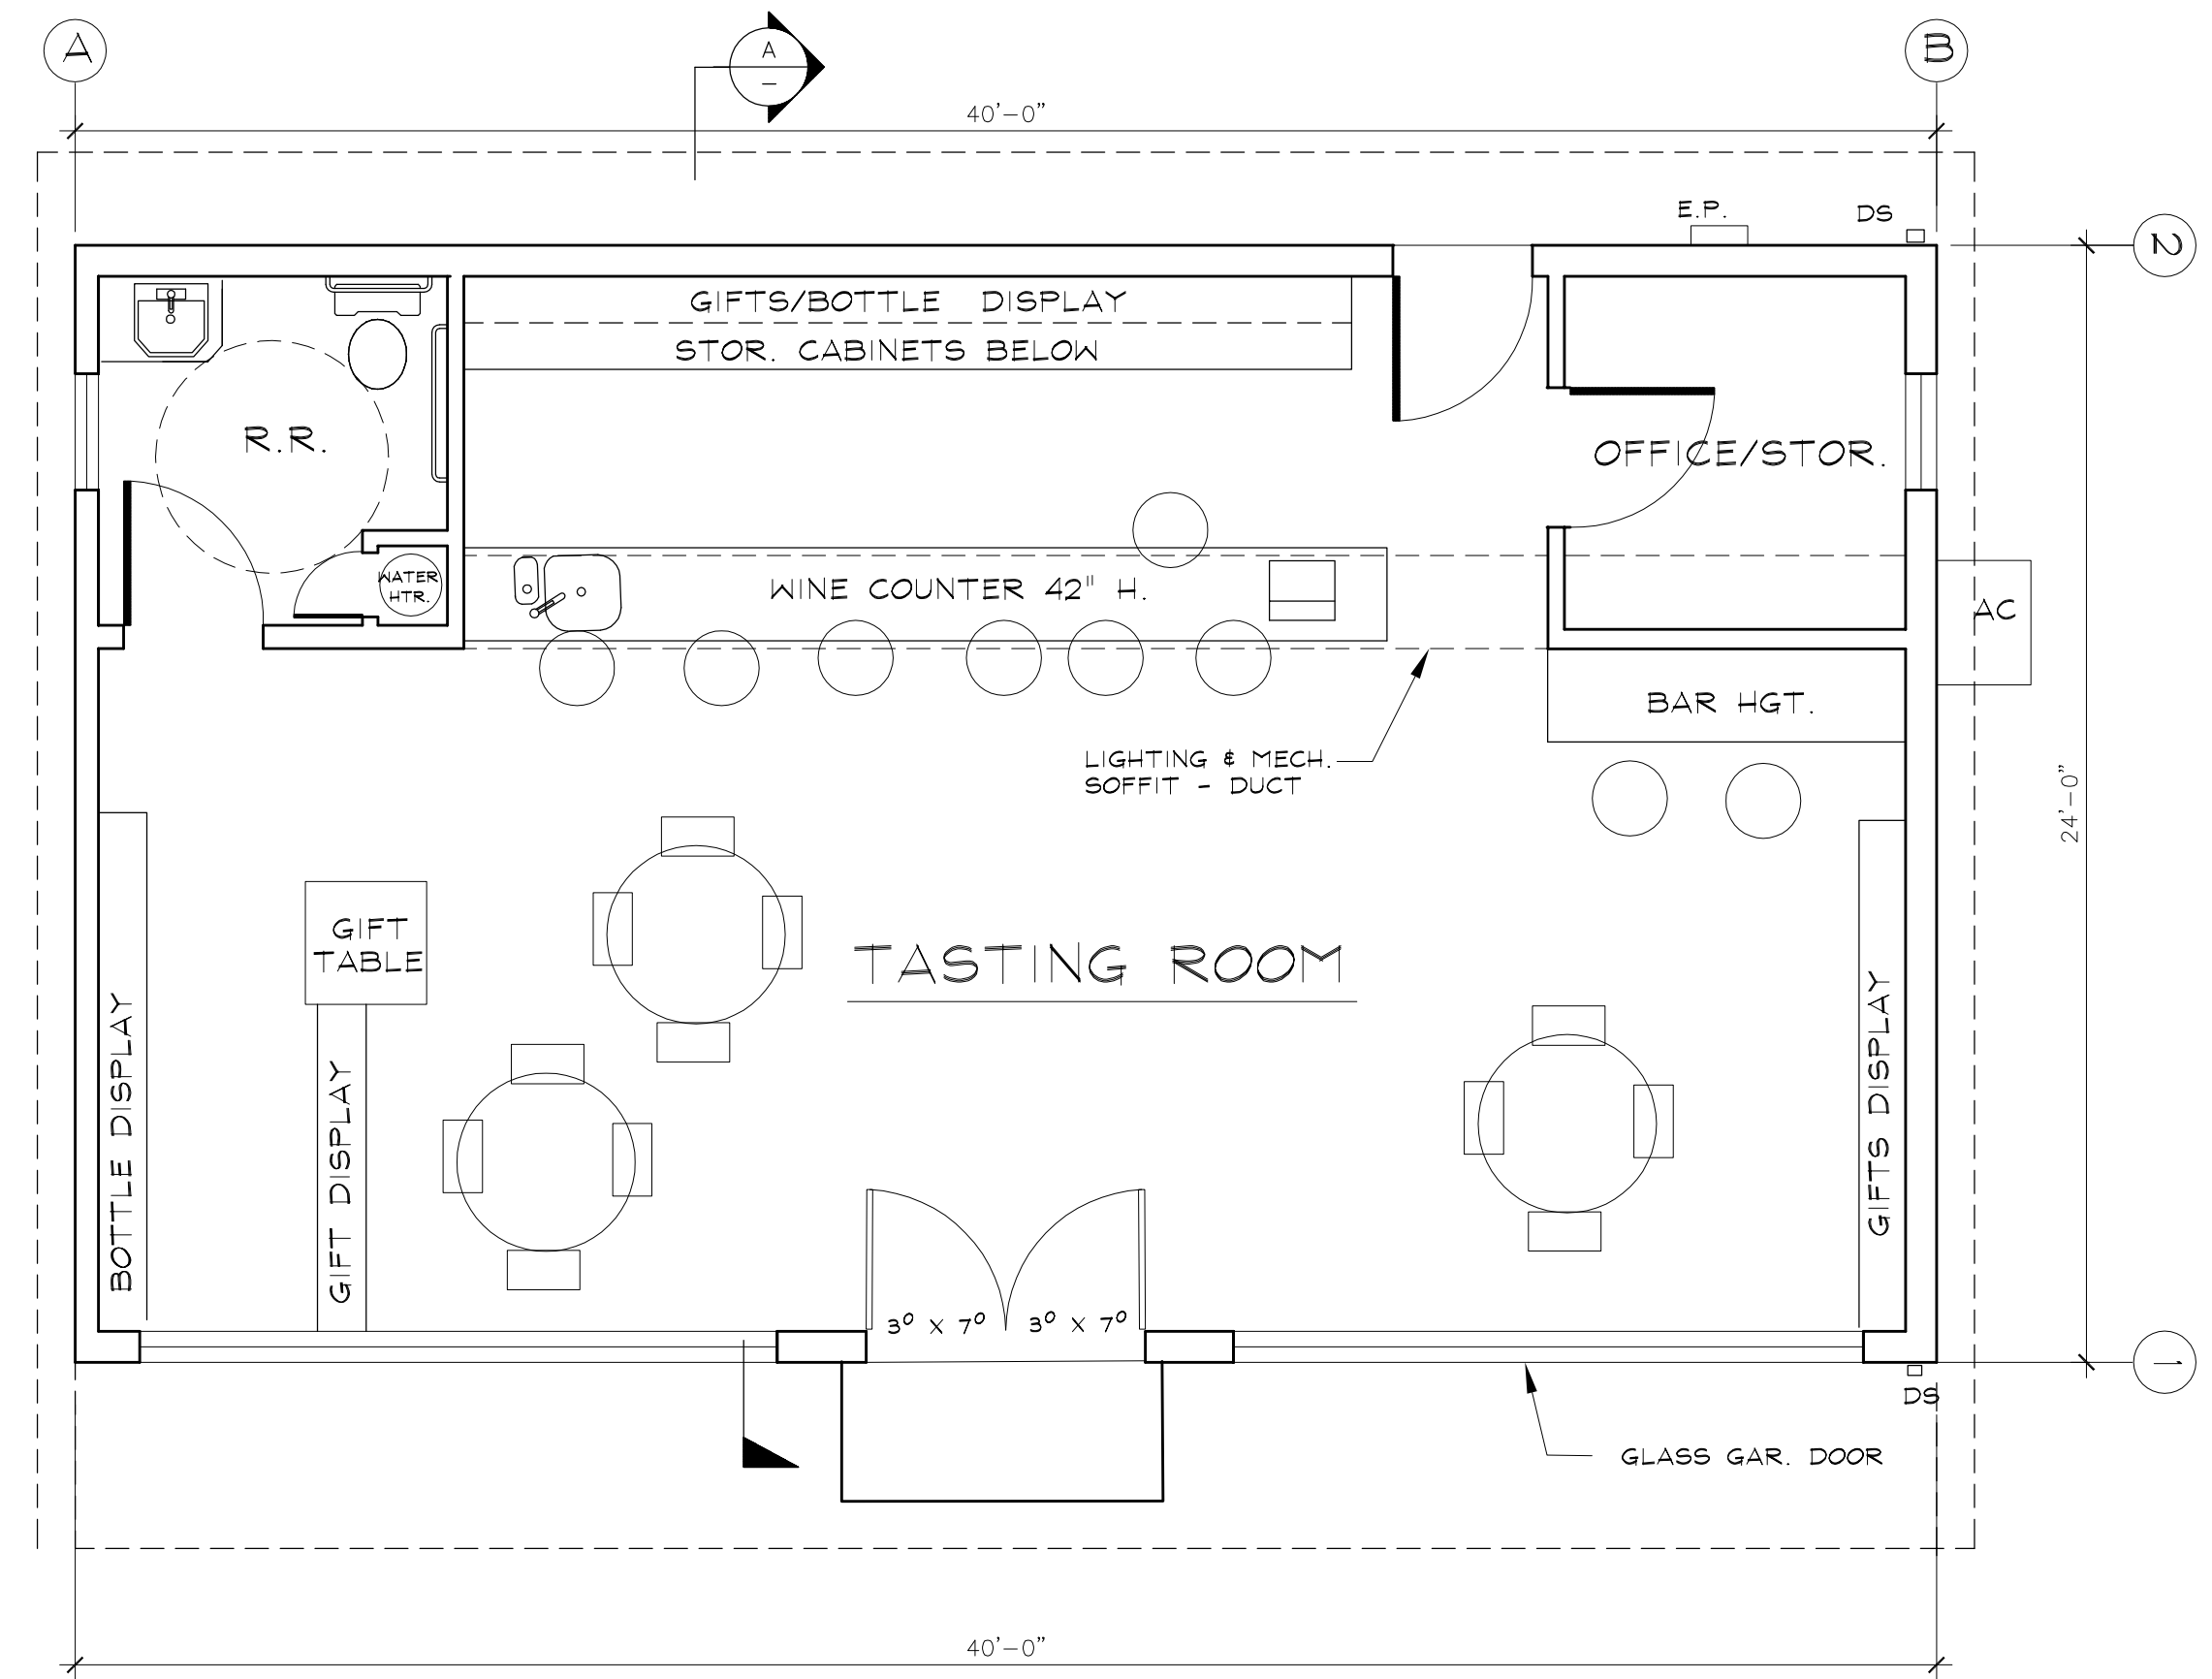 A
B
A
–
40'-0"
E.P.
DS
2
GIFTS/BOTTLE DISPLAY
STOR. CABINETS BELOW
R.R.
OFFICE/STOR.
WATER
HTR.
WINE COUNTER 42" H.
AC
BAR HGT.
LIGHTING & MECH.
SOFFIT - DUCT
24'-0"
GIFT
TABLE
TASTING ROOM
BOTTLE DISPLAY
GIFT DISPLAY
GIFTS DISPLAY
3⁰ X 7⁰
3⁰ X 7⁰
1
DS
GLASS GAR. DOOR
40'-0"